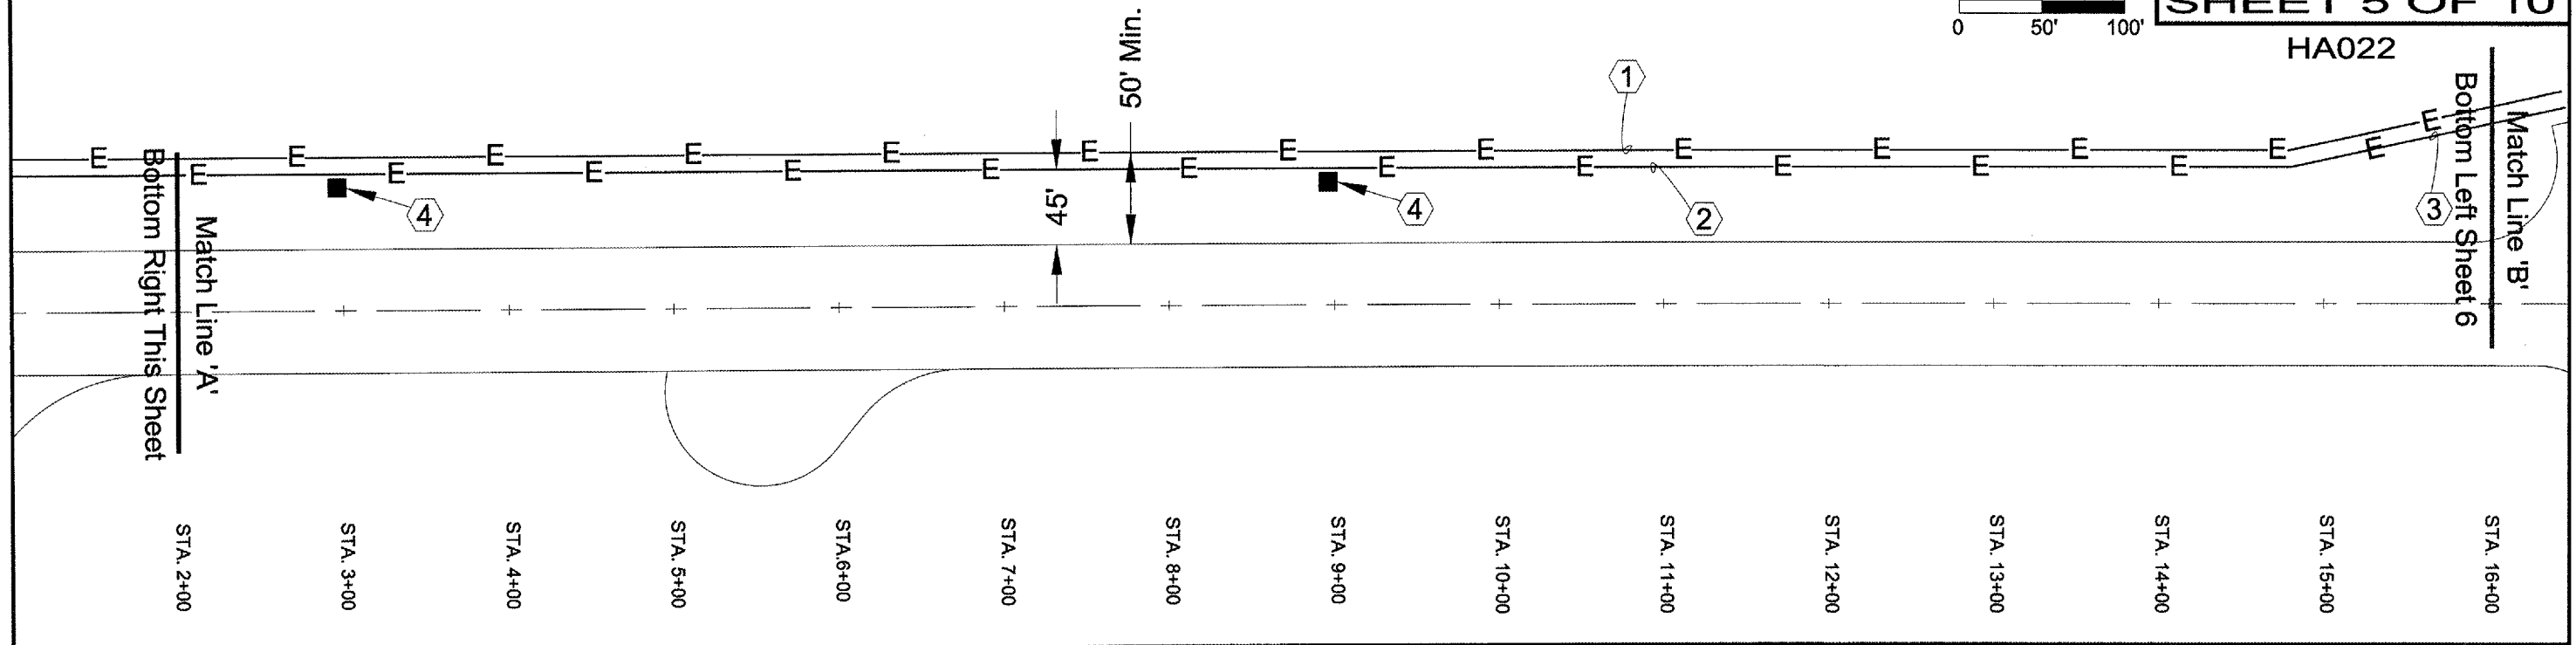 SHEET 5 OF 10
0 50' 100'
HA022
50' Min.
45'
1
2
3
4
4
E E E E E E E E E E E E E
E E E E E E E E E E E E
Match Line 'A'
Bottom Right This Sheet
Match Line 'B'
Bottom Left Sheet 6
STA. 2+00
STA. 3+00
STA. 4+00
STA. 5+00
STA.6+00
STA. 7+00
STA. 8+00
STA. 9+00
STA. 10+00
STA. 11+00
STA. 12+00
STA. 13+00
STA. 14+00
STA. 15+00
STA. 16+00